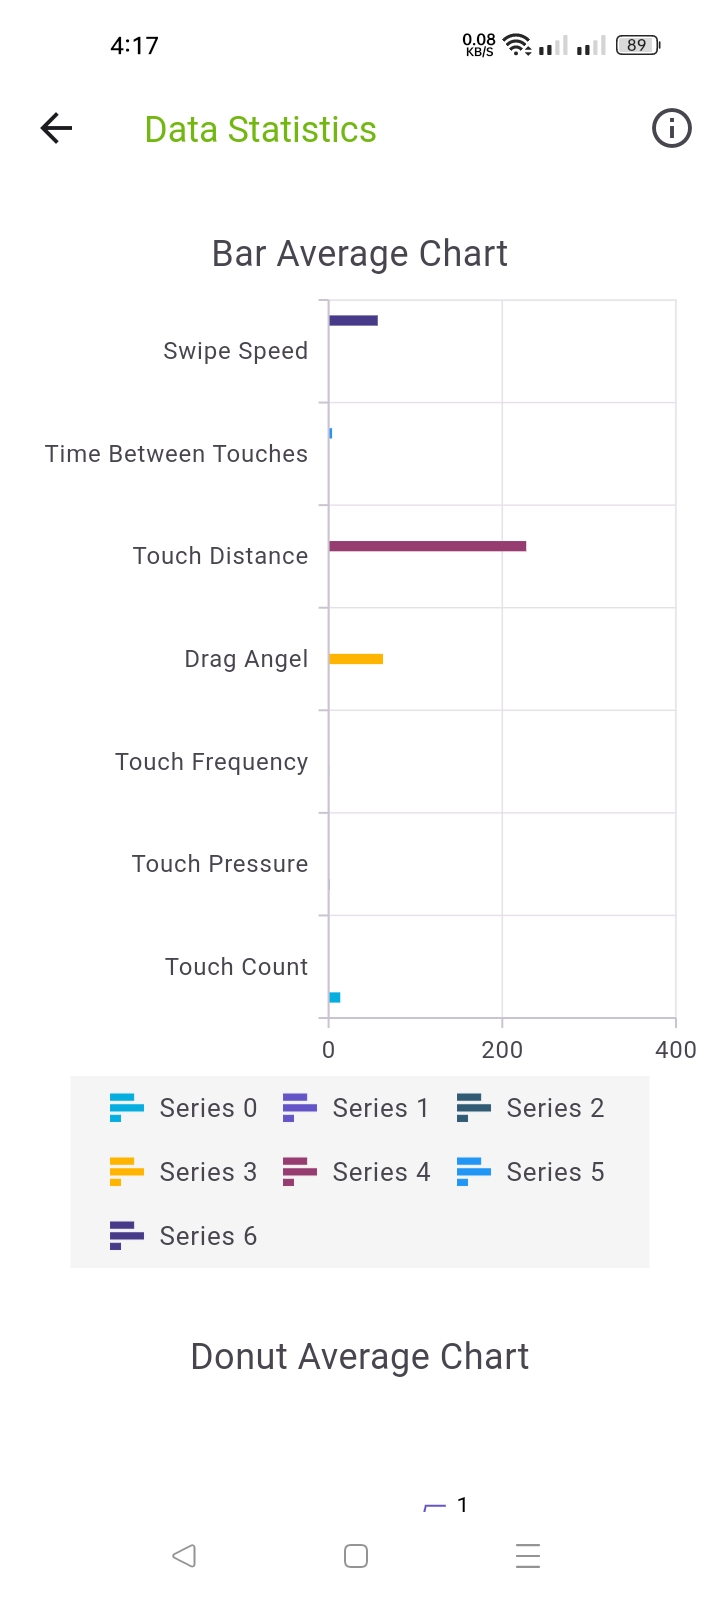 4:17 0.08 KB/S 89
Data Statistics
Bar Average Chart
Swipe Speed
Time Between Touches
Touch Distance
Drag Angel
Touch Frequency
Touch Pressure
Touch Count
0 200 400
Series 0 Series 1 Series 2
Series 3 Series 4 Series 5
Series 6
Donut Average Chart
1